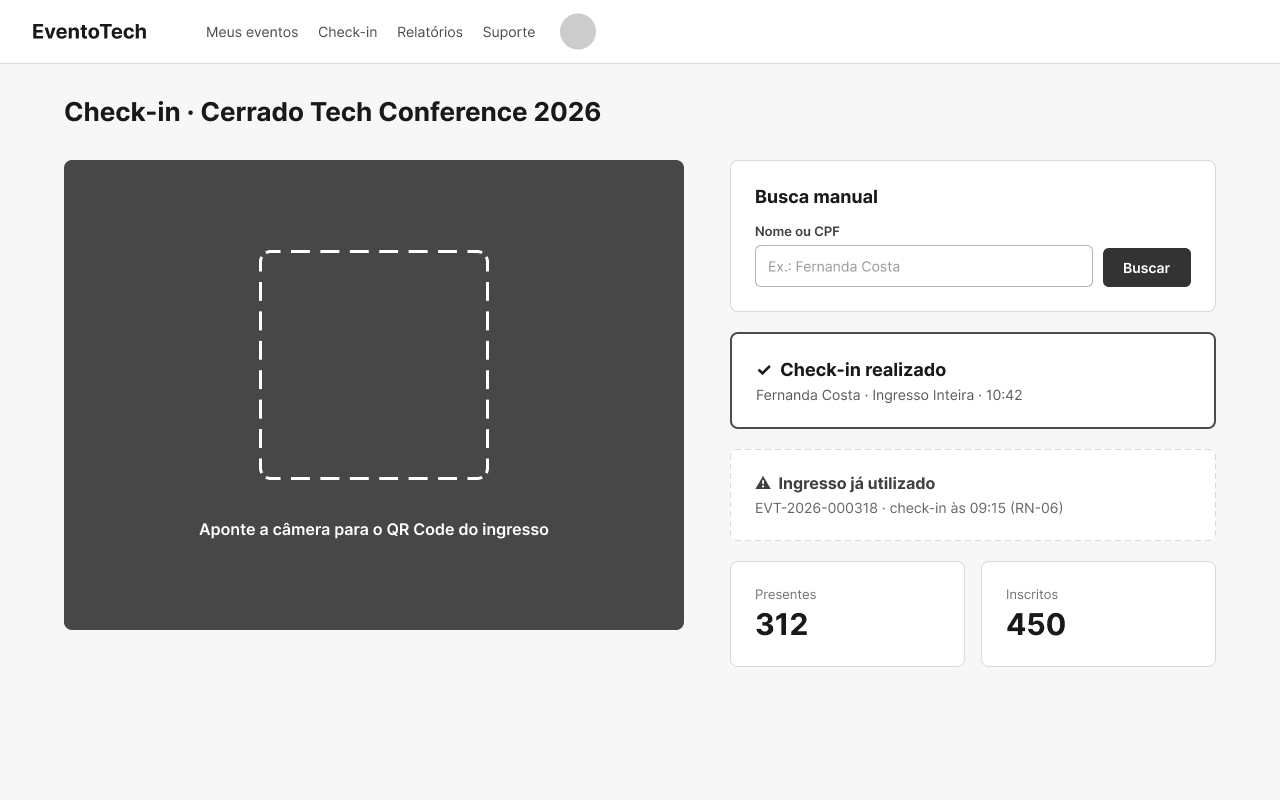 EventoTech
Meus eventos Check-in Relatórios Suporte
Check-in · Cerrado Tech Conference 2026
Aponte a câmera para o QR Code do ingresso
Busca manual
Nome ou CPF
Ex.: Fernanda Costa
Buscar
✓ Check-in realizado
Fernanda Costa · Ingresso Inteira · 10:42
⚠ Ingresso já utilizado
EVT-2026-000318 · check-in às 09:15 (RN-06)
Presentes
312
Inscritos
450